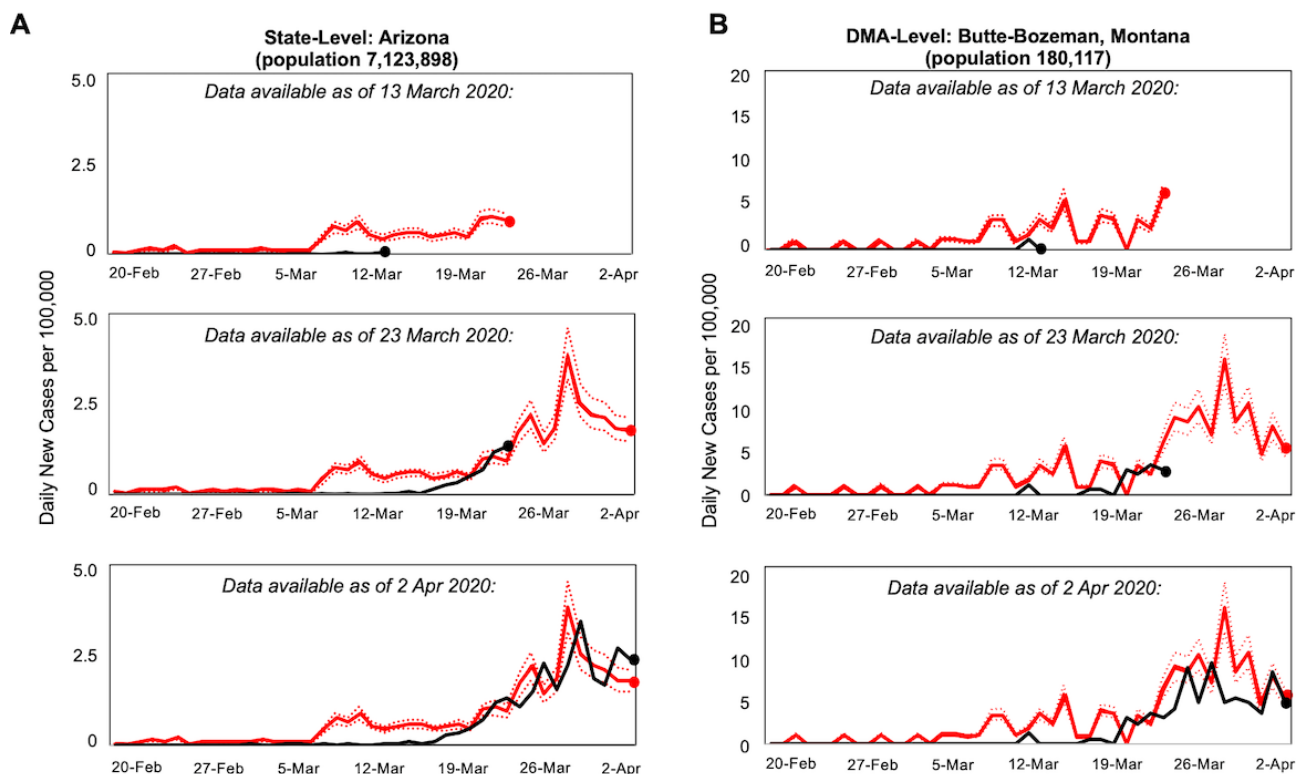 A
State-Level: Arizona
(population 7,123,898)
Daily New Cases per 100,000
5.0
2.5
0
Data available as of 13 March 2020:
20-Feb 27-Feb 5-Mar 12-Mar 19-Mar 26-Mar 2-Apr
5.0
2.5
0
Data available as of 23 March 2020:
20-Feb 27-Feb 5-Mar 12-Mar 19-Mar 26-Mar 2-Apr
5.0
2.5
0
Data available as of 2 Apr 2020:
20-Feb 27-Feb 5-Mar 12-Mar 19-Mar 26-Mar 2-Apr
B
DMA-Level: Butte-Bozeman, Montana
(population 180,117)
Daily New Cases per 100,000
20
15
10
5
0
Data available as of 13 March 2020:
20-Feb 27-Feb 5-Mar 12-Mar 19-Mar 26-Mar 2-Apr
20
15
10
5
0
Data available as of 23 March 2020:
20-Feb 27-Feb 5-Mar 12-Mar 19-Mar 26-Mar 2-Apr
20
15
10
5
0
Data available as of 2 Apr 2020:
20-Feb 27-Feb 5-Mar 12-Mar 19-Mar 26-Mar 2-Apr